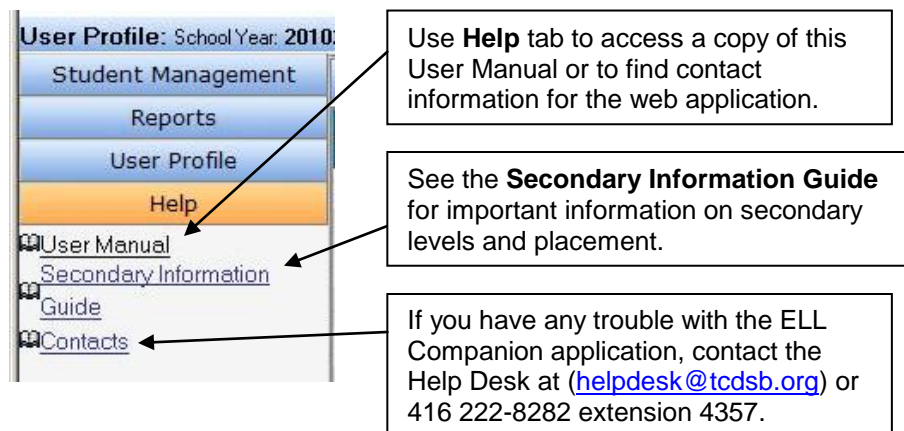 User Profile: School Year: 20102
Student Management
Reports
User Profile
Help
User Manual
Secondary Information
Guide
Contacts
Use Help tab to access a copy of this
User Manual or to find contact
information for the web application.
See the Secondary Information Guide
for important information on secondary
levels and placement.
If you have any trouble with the ELL
Companion application, contact the
Help Desk at (helpdesk@tcdsb.org) or
416 222-8282 extension 4357.